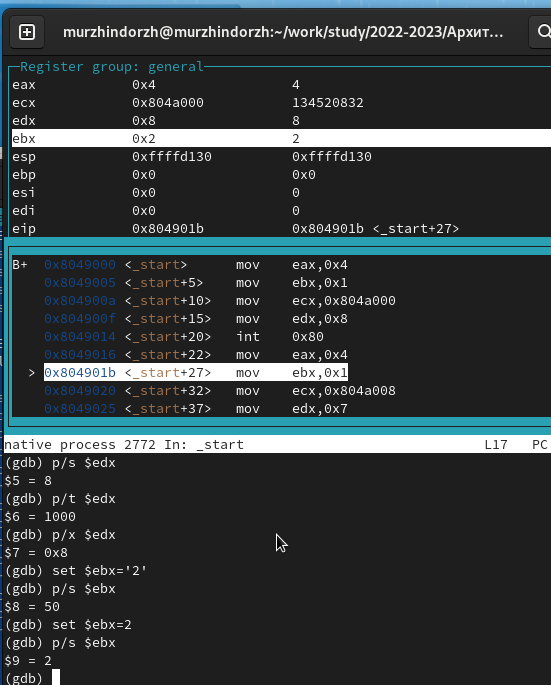 murzhindorzh@murzhindorzh:~/work/study/2022-2023/Архит...
Register group: general
eax 0x4 4
ecx 0x804a000 134520832
edx 0x8 8
ebx 0x2 2
esp 0xffffd130 0xffffd130
ebp 0x0 0x0
esi 0x0 0
edi 0x0 0
eip 0x804901b 0x804901b <_start+27>
B+ 0x8049000 <_start> mov eax,0x4
0x8049005 <_start+5> mov ebx,0x1
0x804900a <_start+10> mov ecx,0x804a000
0x804900f <_start+15> mov edx,0x8
0x8049014 <_start+20> int 0x80
0x8049016 <_start+22> mov eax,0x4
> 0x804901b <_start+27> mov ebx,0x1
0x8049020 <_start+32> mov ecx,0x804a008
0x8049025 <_start+37> mov edx,0x7
native process 2772 In: _start L17 PC
(gdb) p/s $edx
$5 = 8
(gdb) p/t $edx
$6 = 1000
(gdb) p/x $edx
$7 = 0x8
(gdb) set $ebx='2'
(gdb) p/s $ebx
$8 = 50
(gdb) set $ebx=2
(gdb) p/s $ebx
$9 = 2
(gdb)